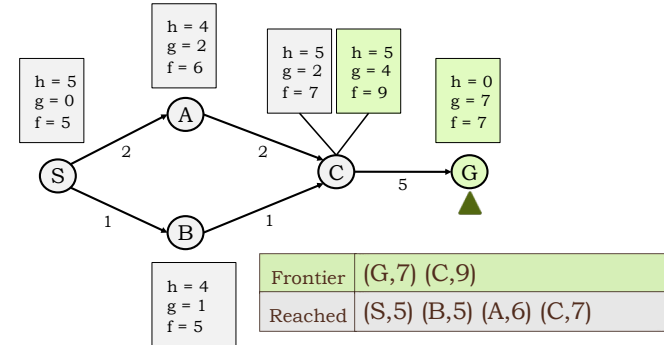 h = 4
g = 2
f = 6
h = 5
g = 2
f = 7
h = 5
g = 4
f = 9
h = 5
g = 0
f = 5
h = 0
g = 7
f = 7
A
2
2
S
C
5
G
1
1
B
h = 4
g = 1
f = 5
Frontier (G,7) (C,9)
Reached (S,5) (B,5) (A,6) (C,7)